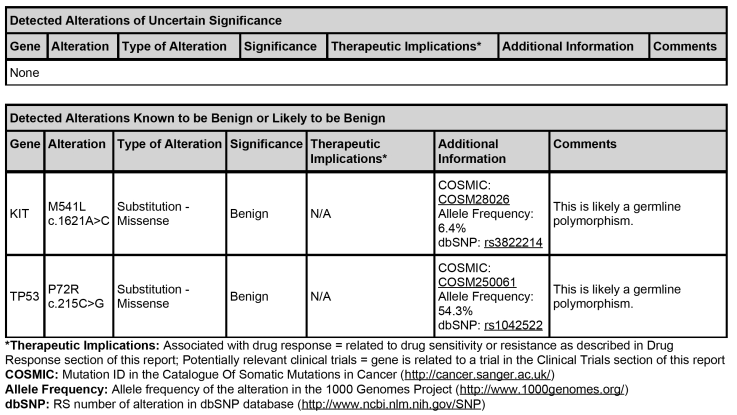 Detected Alterations of Uncertain Significance
Gene Alteration Type of Alteration Significance Therapeutic Implications* Additional Information Comments
None
Detected Alterations Known to be Benign or Likely to be Benign
Gene Alteration Type of Alteration Significance Therapeutic Implications* Additional Information Comments
KIT
M541L
c.1621A>C
Substitution -
Missense
Benign
N/A
COSMIC:
COSM28026
Allele Frequency:
6.4%
dbSNP: rs3822214
This is likely a germline
polymorphism.
TP53
P72R
c.215C>G
Substitution -
Missense
Benign
N/A
COSMIC:
COSM250061
Allele Frequency:
54.3%
dbSNP: rs1042522
This is likely a germline
polymorphism.
*Therapeutic Implications: Associated with drug response = related to drug sensitivity or resistance as described in Drug
Response section of this report; Potentially relevant clinical trials = gene is related to a trial in the Clinical Trials section of this report
COSMIC: Mutation ID in the Catalogue Of Somatic Mutations in Cancer (http://cancer.sanger.ac.uk/)
Allele Frequency: Allele frequency of the alteration in the 1000 Genomes Project (http://www.1000genomes.org/)
dbSNP: RS number of alteration in dbSNP database (http://www.ncbi.nlm.nih.gov/SNP)